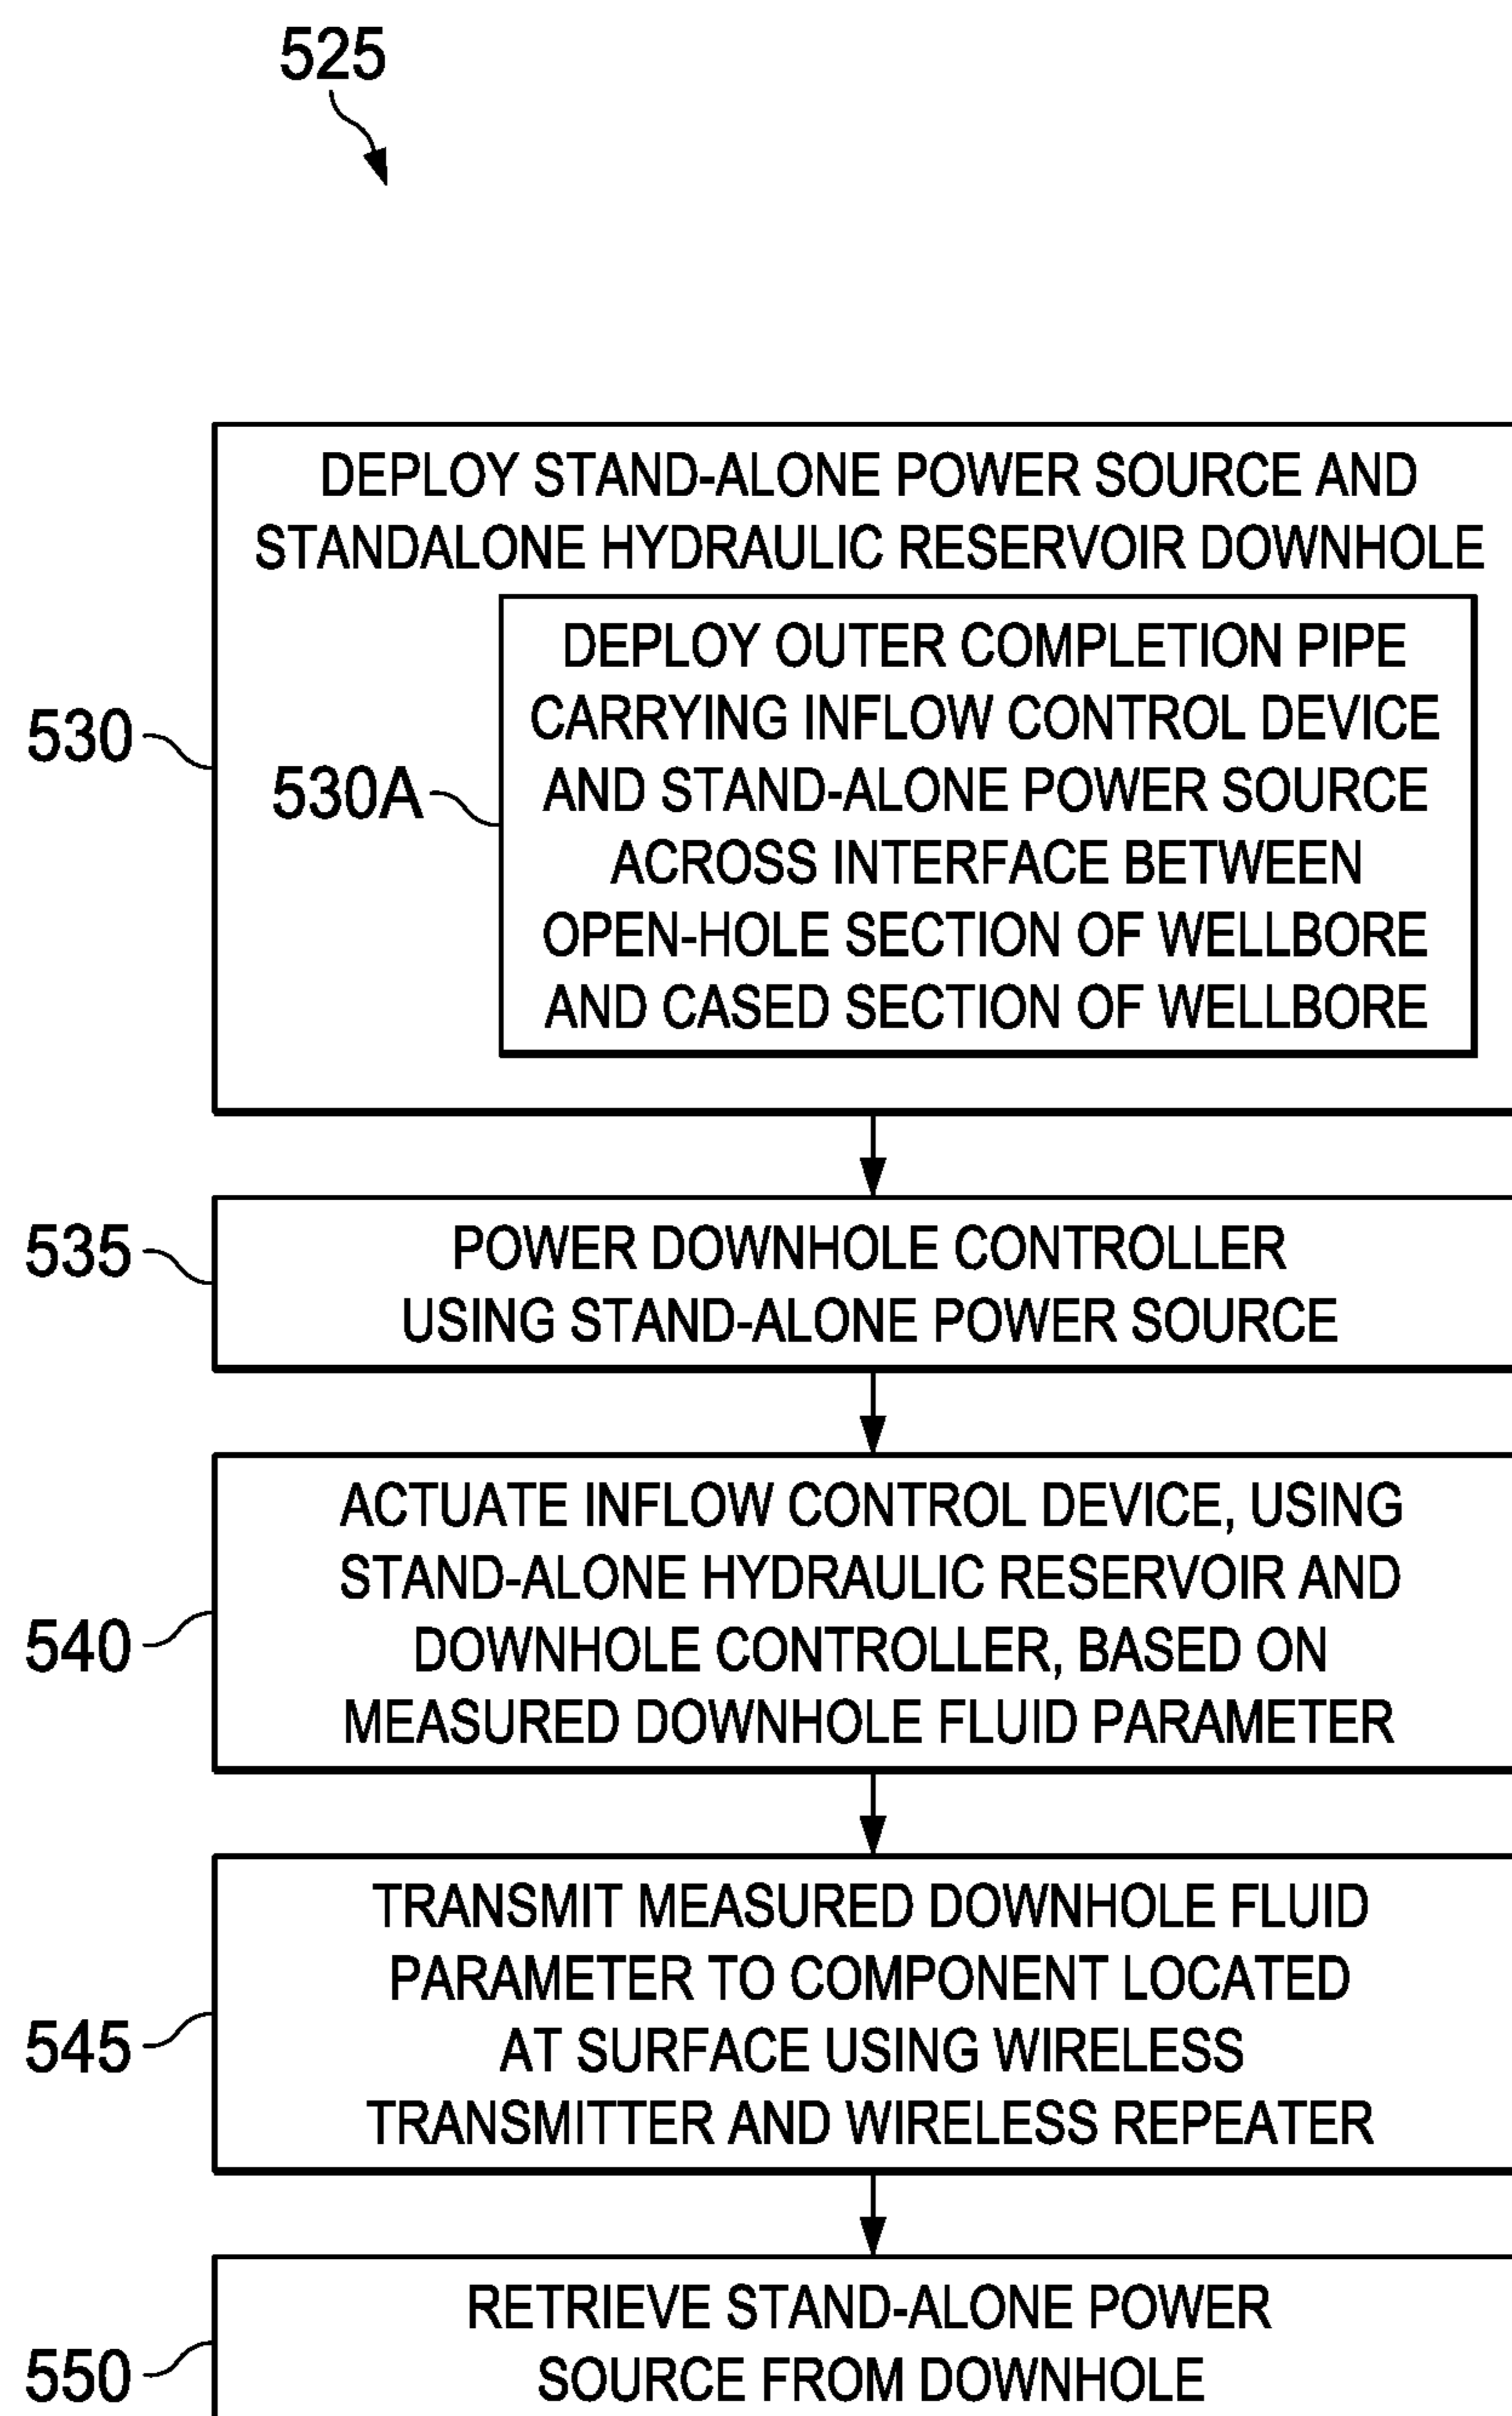 525
DEPLOY STAND-ALONE POWER SOURCE AND
STANDALONE HYDRAULIC RESERVOIR DOWNHOLE
530
DEPLOY OUTER COMPLETION PIPE
CARRYING INFLOW CONTROL DEVICE
530A
AND STAND-ALONE POWER SOURCE
ACROSS INTERFACE BETWEEN
OPEN-HOLE SECTION OF WELLBORE
AND CASED SECTION OF WELLBORE
535
POWER DOWNHOLE CONTROLLER
USING STAND-ALONE POWER SOURCE
540
ACTUATE INFLOW CONTROL DEVICE, USING
STAND-ALONE HYDRAULIC RESERVOIR AND
DOWNHOLE CONTROLLER, BASED ON
MEASURED DOWNHOLE FLUID PARAMETER
545
TRANSMIT MEASURED DOWNHOLE FLUID
PARAMETER TO COMPONENT LOCATED
AT SURFACE USING WIRELESS
TRANSMITTER AND WIRELESS REPEATER
550
RETRIEVE STAND-ALONE POWER
SOURCE FROM DOWNHOLE